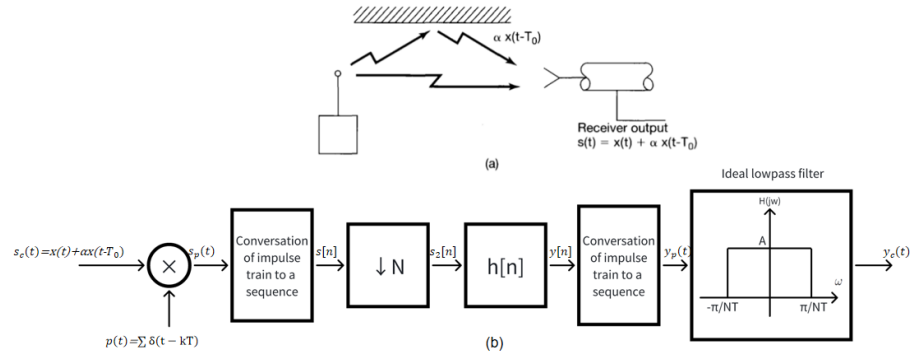 α x(t-T₀)
Receiver output
s(t) = x(t) + α x(t-T₀)
(a)
Ideal lowpass filter
H(jw)
A
ω
-π/NT
π/NT
s_c(t)=x(t)+αx(t-T₀)
×
s_p(t)
Conversation
of impulse
train to a
sequence
s[n]
↓N
s₂[n]
h[n]
y[n]
Conversation
of impulse
train to a
sequence
y_p(t)
y_c(t)
p(t)=∑ δ(t − kT)
(b)